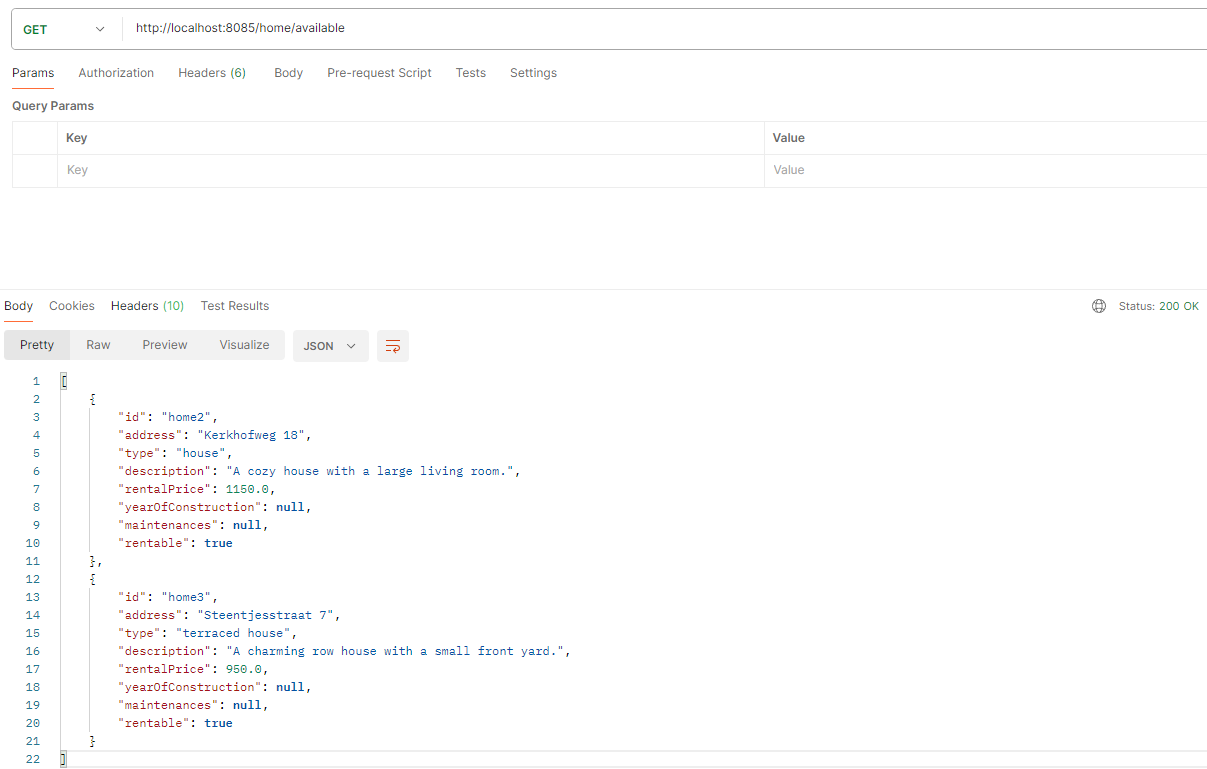 GET http://localhost:8085/home/available
Params Authorization Headers (6) Body Pre-request Script Tests Settings
Query Params
Key Value
Key Value
Body Cookies Headers (10) Test Results Status: 200 OK
Pretty Raw Preview Visualize JSON
1 [
2 {
3 "id": "home2",
4 "address": "Kerkhofweg 18",
5 "type": "house",
6 "description": "A cozy house with a large living room.",
7 "rentalPrice": 1150.0,
8 "yearOfConstruction": null,
9 "maintenances": null,
10 "rentable": true
11 },
12 {
13 "id": "home3",
14 "address": "Steentjesstraat 7",
15 "type": "terraced house",
16 "description": "A charming row house with a small front yard.",
17 "rentalPrice": 950.0,
18 "yearOfConstruction": null,
19 "maintenances": null,
20 "rentable": true
21 }
22 ]